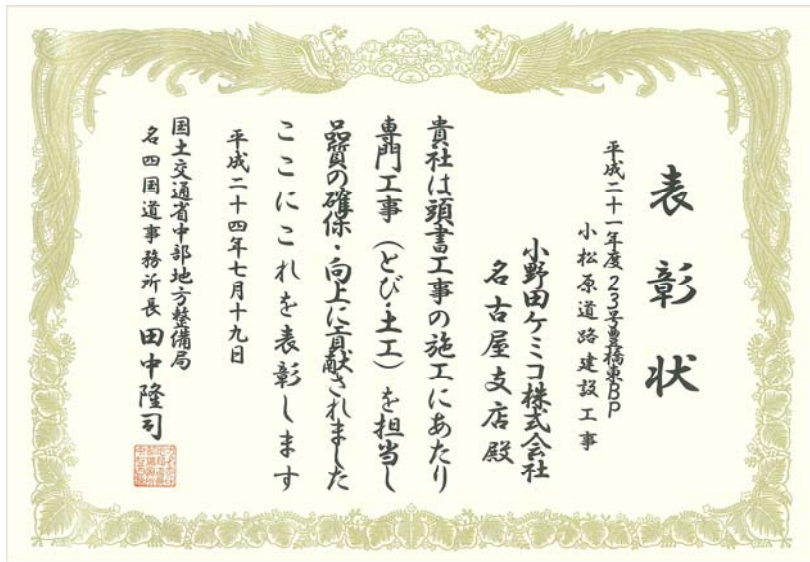 表彰状
平成二十一年度23号豊橋東BP
小松原道路建設工事
小野田ケミコ株式会社
名古屋支店殿
貴社は頭書工事の施工にあたり
専門工事(とび・土工)を担当し
品質の確保・向上に貢献されました
ここにこれを表彰します
平成二十四年七月十九日
国土交通省中部地方整備局
名四国道事務所長 田中隆司